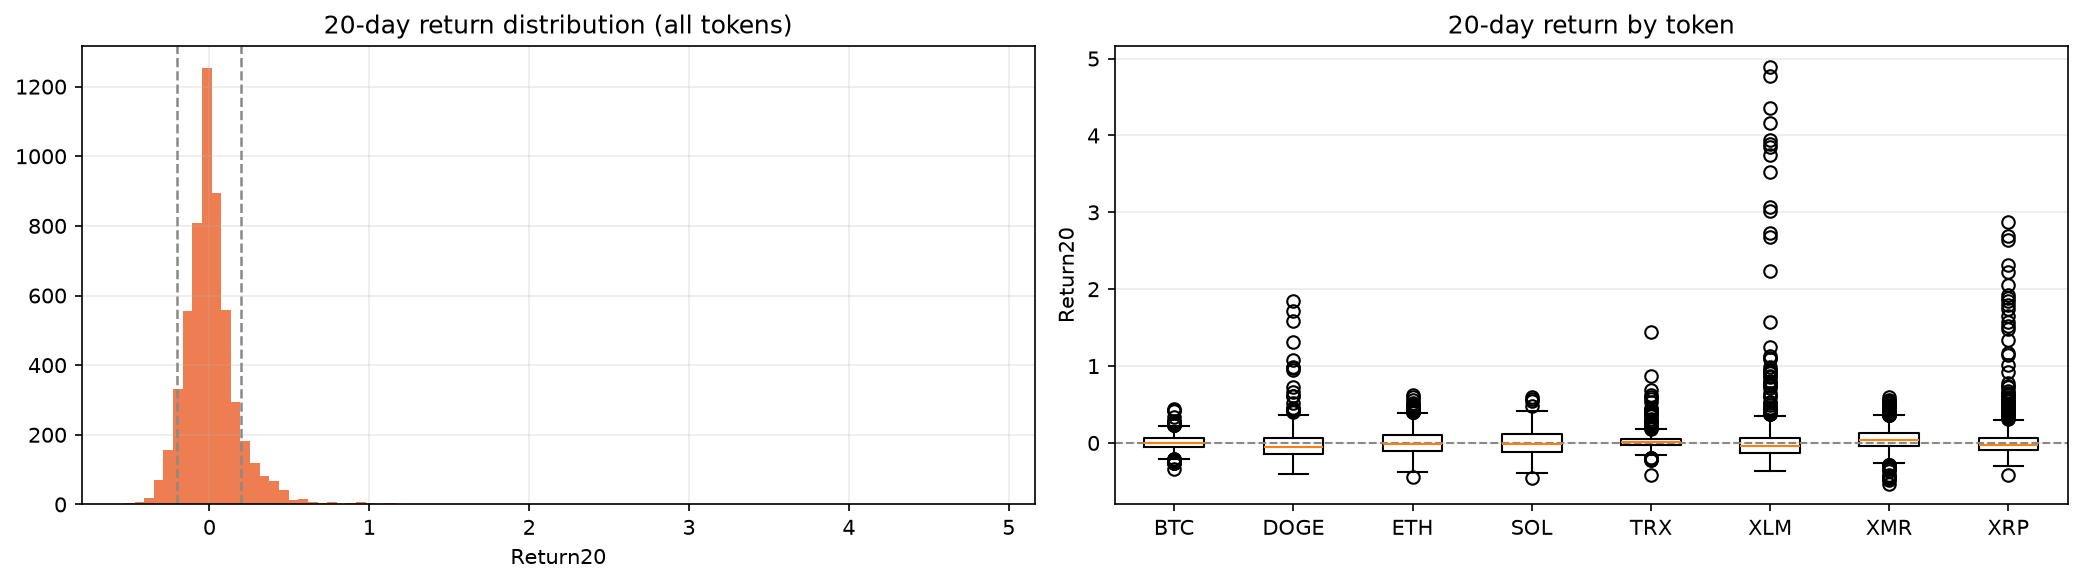 20-day return distribution (all tokens)
1200
1000
800
600
400
200
0
0 1 2 3 4 5
Return20
20-day return by token
Return20
5
4
3
2
1
0
BTC DOGE ETH SOL TRX XLM XMR XRP